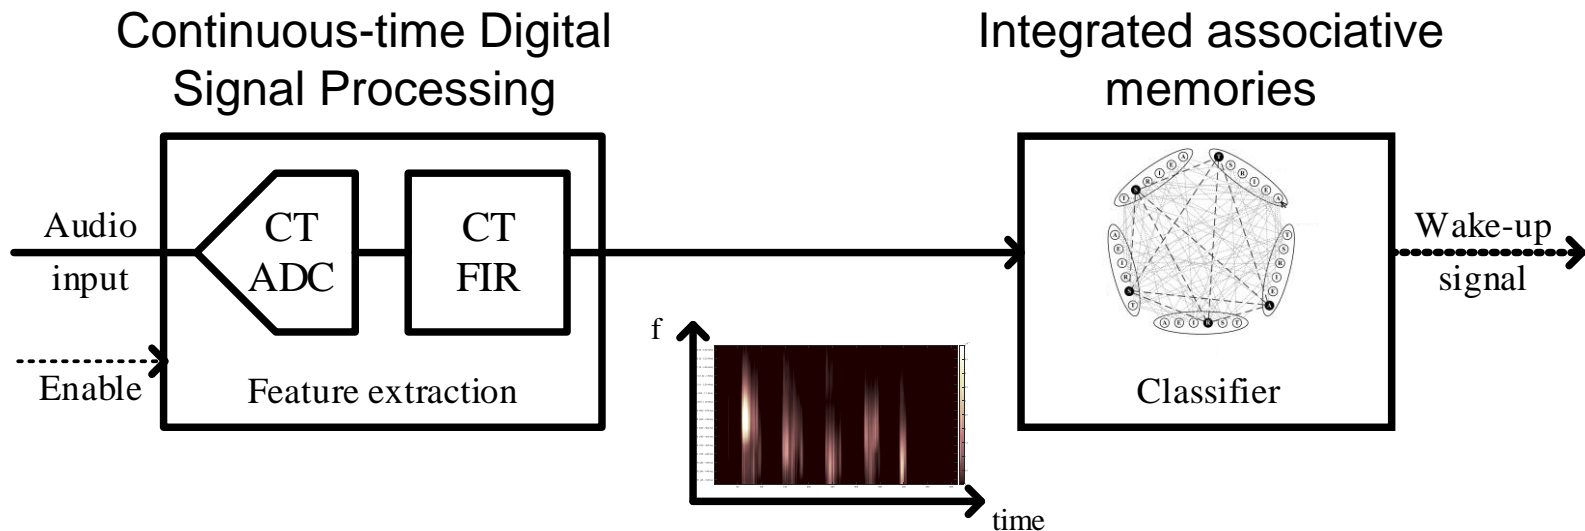 Continuous-time Digital
Signal Processing
Integrated associative
memories
Audio
input
CT
ADC
CT
FIR
Enable
Feature extraction
f
time
Classifier
Wake-up
signal